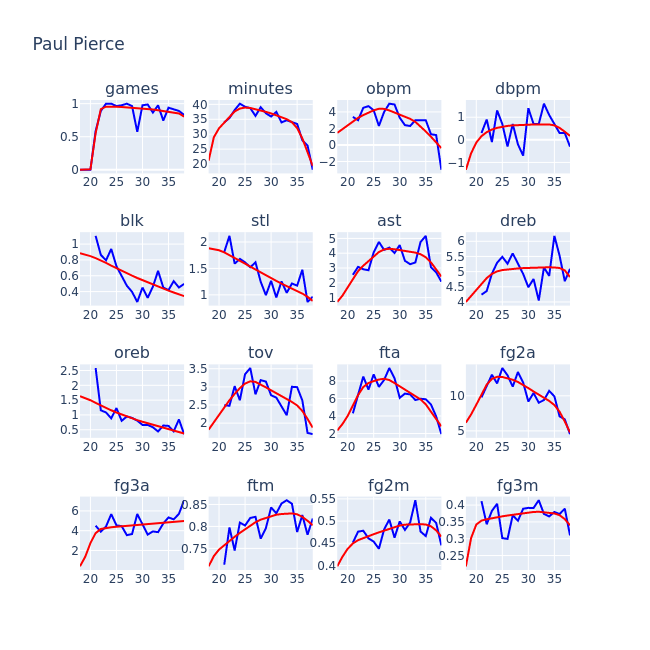 Paul Pierce
games minutes obpm dbpm
1 0.5 0
40 35 30 25 20
4 2 0 −2
1 0 −1
20 25 30 35 20 25 30 35 20 25 30 35 20 25 30 35
blk stl ast dreb
1 0.8 0.6 0.4
2 1.5 1
5 4 3 2 1
6 5.5 5 4.5 4
20 25 30 35 20 25 30 35 20 25 30 35 20 25 30 35
oreb tov fta fg2a
2.5 2 1.5 1 0.5
3.5 3 2.5 2
8 6 4 2
10 5
20 25 30 35 20 25 30 35 20 25 30 35 20 25 30 35
fg3a ftm fg2m fg3m
6 4 2
0.85 0.8 0.75
0.55 0.5 0.45 0.4
0.4 0.35 0.3 0.25
20 25 30 35 20 25 30 35 20 25 30 35 20 25 30 35